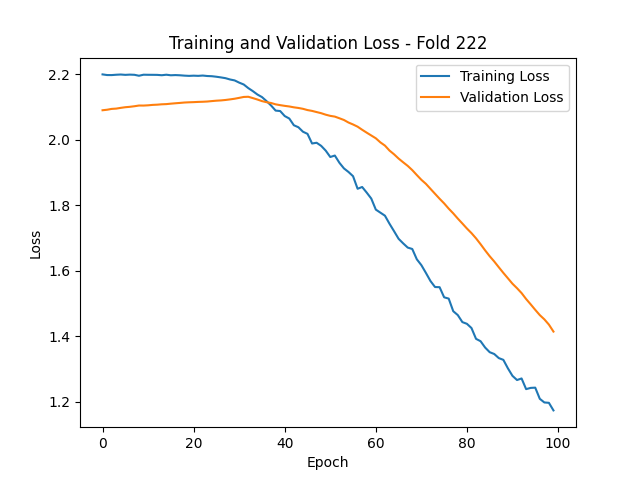 Training and Validation Loss - Fold 222
Training Loss
Validation Loss
2.2
2.0
1.8
1.6
1.4
1.2
Loss
0 20 40 60 80 100
Epoch